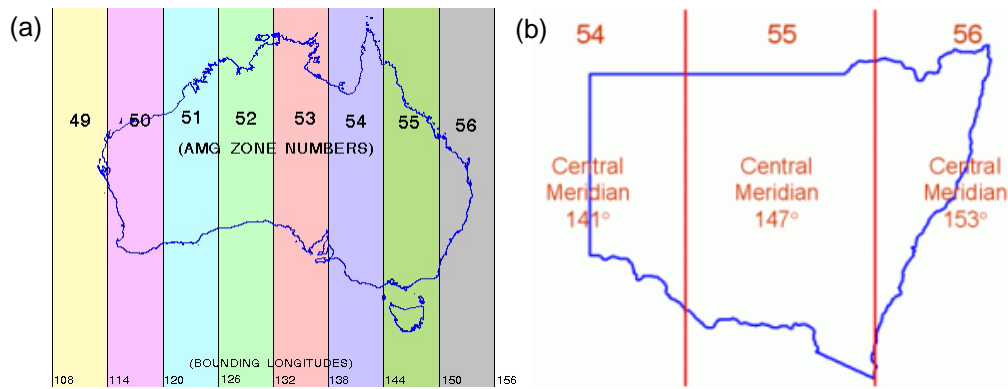 (a)
49 50 51 52 53 54 55 56
(AMG ZONE NUMBERS)
(BOUNDING LONGITUDES)
108 114 120 126 132 138 144 150 156
(b)
54 55 56
Central Central Central
Meridian Meridian Meridian
141° 147° 153°